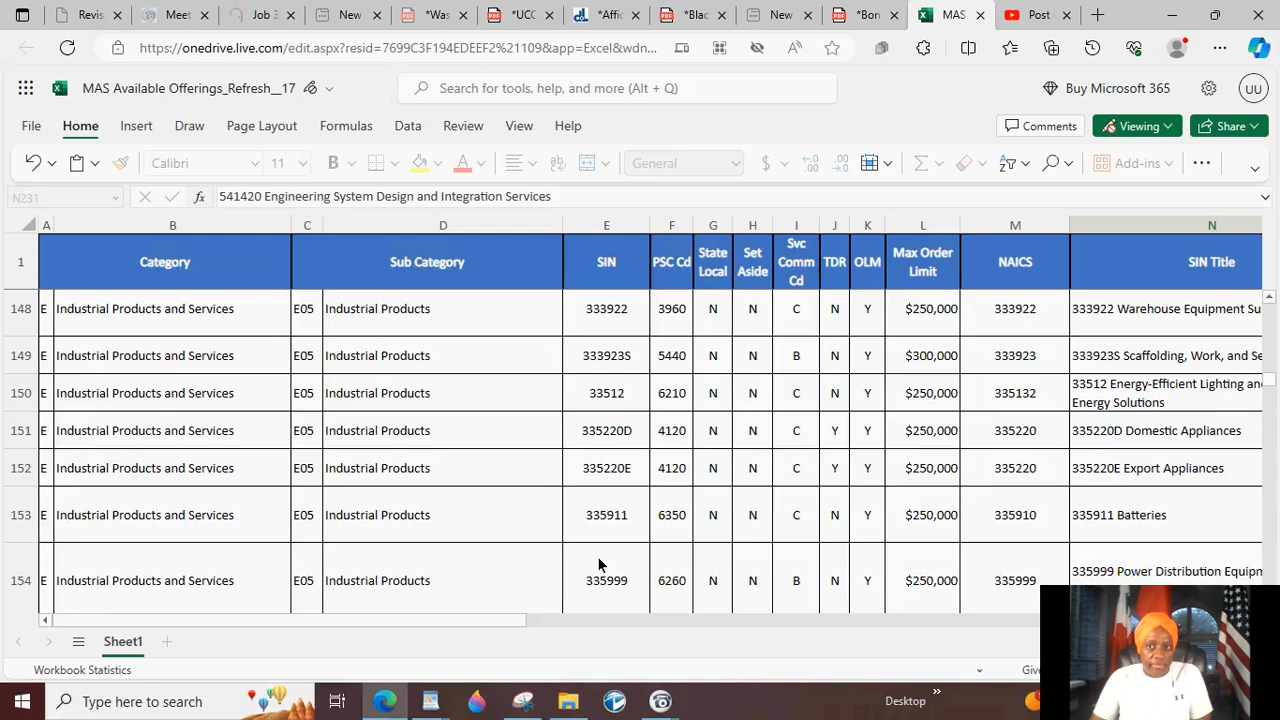 Revis
Meet
Job 3
New
*Was
*UCC
*Affic
*Blac
New
*Bon
MAS
Post
https://onedrive.live.com/edit.aspx?resid=7699C3F194EDEEF2%21109&app=Excel&wdn...
MAS Available Offerings_Refresh__17
Search for tools, help, and more (Alt + Q)
Buy Microsoft 365
UU
File Home Insert Draw Page Layout Formulas Data Review View Help
Comments
Viewing
Share
Calibri 11 B A General $ Add-ins
N231 fx 541420 Engineering System Design and Integration Services
A B C D E F G H I J K L M N
1 Category Sub Category SIN PSC Cd State Local Set Aside Svc Comm Cd TDR OLM Max Order Limit NAICS SIN Title
148 E Industrial Products and Services E05 Industrial Products 333922 3960 N N C N Y $250,000 333922 333922 Warehouse Equipment Su
149 E Industrial Products and Services E05 Industrial Products 333923S 5440 N N B N Y $300,000 333923 333923S Scaffolding, Work, and Se
150 E Industrial Products and Services E05 Industrial Products 33512 6210 N N C N Y $250,000 335132 33512 Energy-Efficient Lighting and
Energy Solutions
151 E Industrial Products and Services E05 Industrial Products 335220D 4120 N N C Y Y $250,000 335220 335220D Domestic Appliances
152 E Industrial Products and Services E05 Industrial Products 335220E 4120 N N C Y Y $250,000 335220 335220E Export Appliances
153 E Industrial Products and Services E05 Industrial Products 335911 6350 N N C N Y $250,000 335910 335911 Batteries
154 E Industrial Products and Services E05 Industrial Products 335999 6260 N N B N Y $250,000 335999 335999 Power Distribution Equipm
Sheet1
Workbook Statistics
Give
Type here to search
Desktop